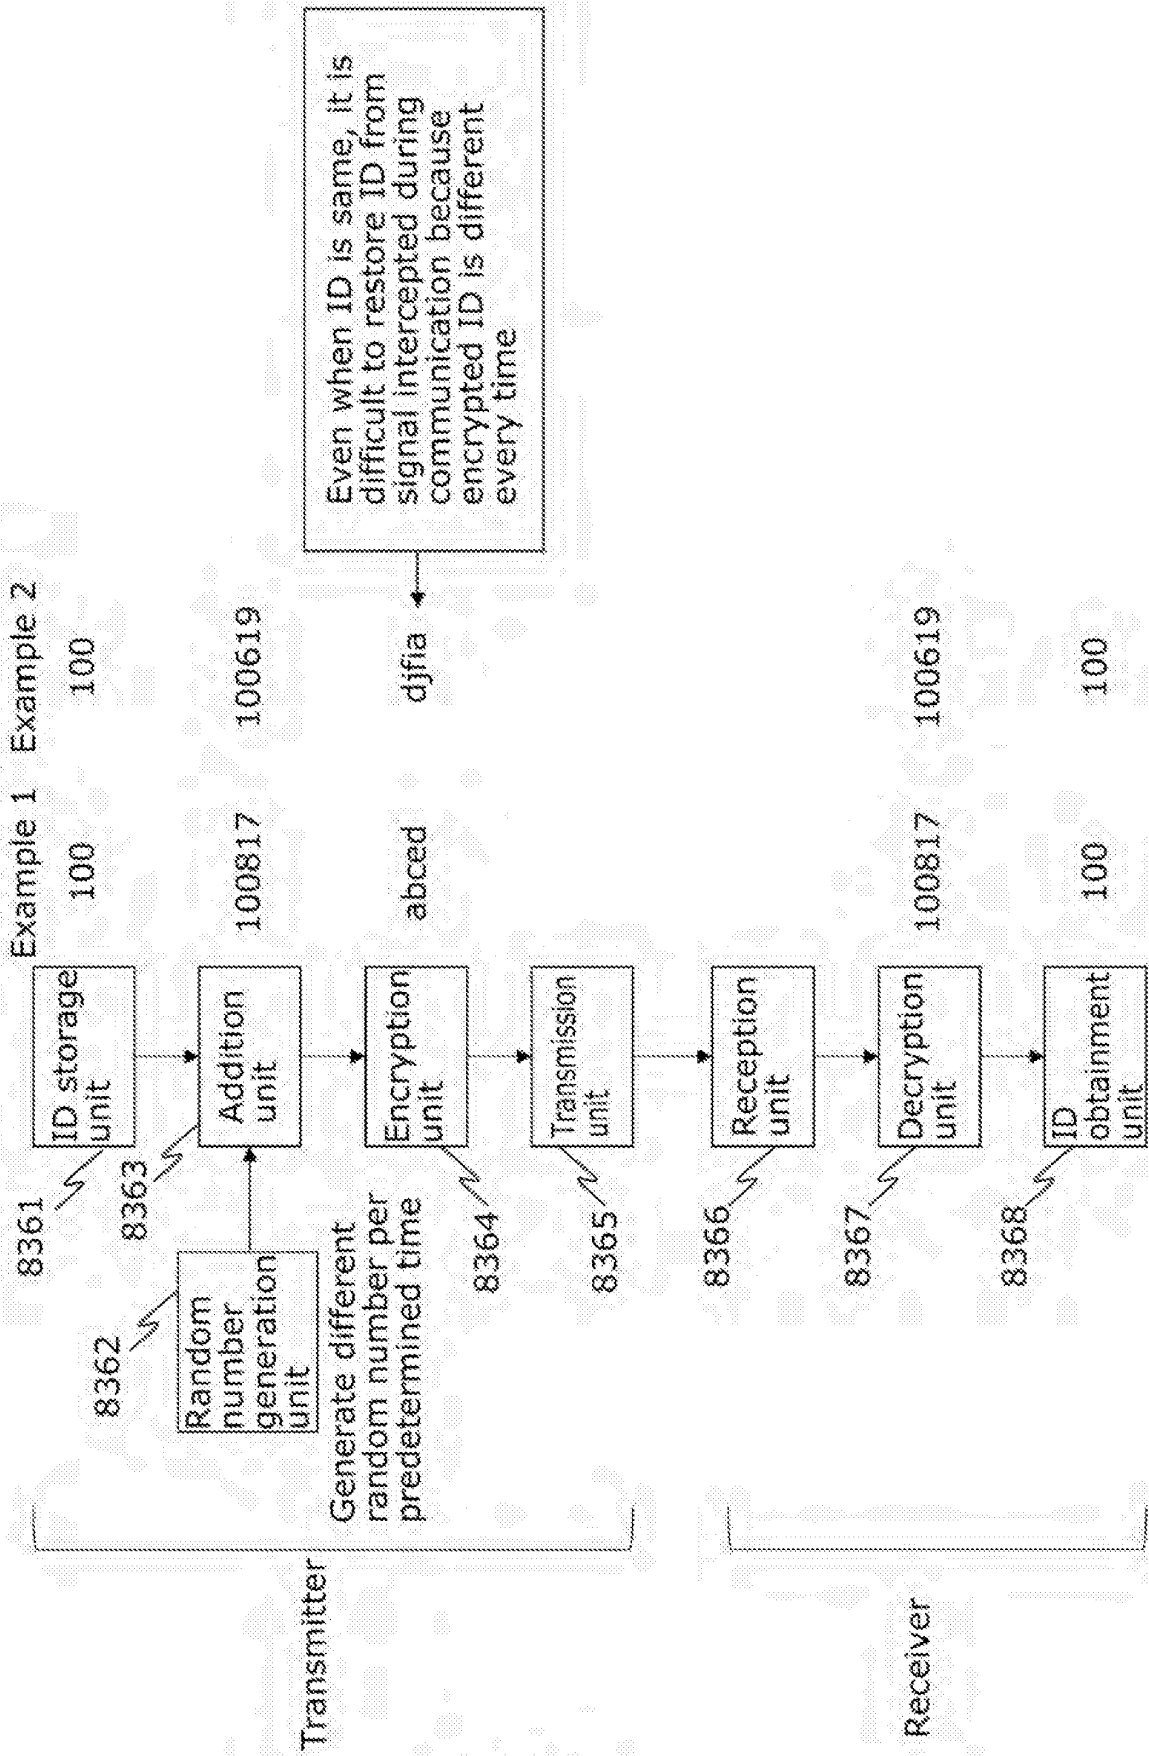 Example 1
Example 2
8361
ID storage
unit
100
100
8363
8362
Random
number
generation
unit
Addition
unit
100817
100619
Generate different
random number per
predetermined time
8364
Encryption
unit
abced
djfia
Even when ID is same, it is
difficult to restore ID from
signal intercepted during
communication because
encrypted ID is different
every time
8365
Transmission
unit
Transmitter
8366
Reception
unit
8367
Decryption
unit
100817
100619
8368
ID
obtainment
unit
100
100
Receiver